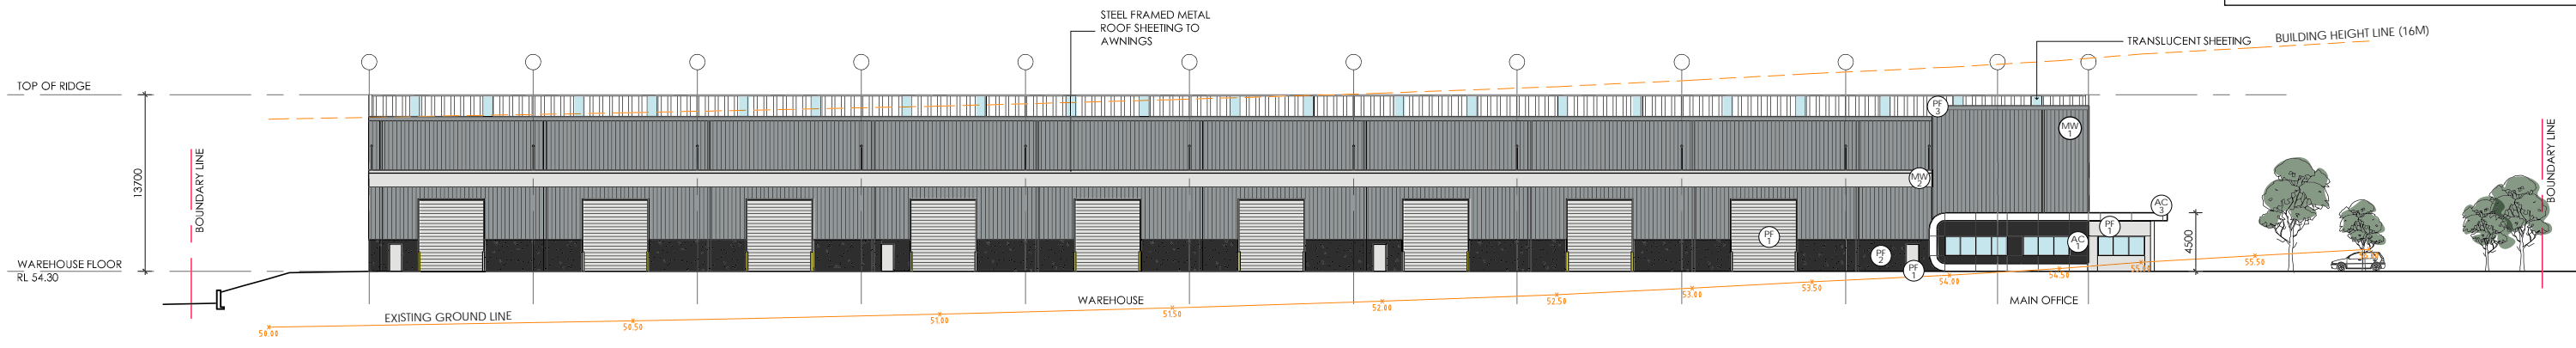 STEEL FRAMED METAL
ROOF SHEETING TO
AWNINGS
TRANSLUCENT SHEETING
BUILDING HEIGHT LINE (16M)
TOP OF RIDGE
PF
3
MW
1
13700
BOUNDARY LINE
BOUNDARY LINE
MW
2
AC
3
PF
1
PF
1
AC
1
4500
PF
2
PF
1
WAREHOUSE FLOOR
RL 54.30
WAREHOUSE
MAIN OFFICE
EXISTING GROUND LINE
50.00
50.50
51.00
51.50
52.00
52.50
53.00
53.50
54.00
54.50
55.50